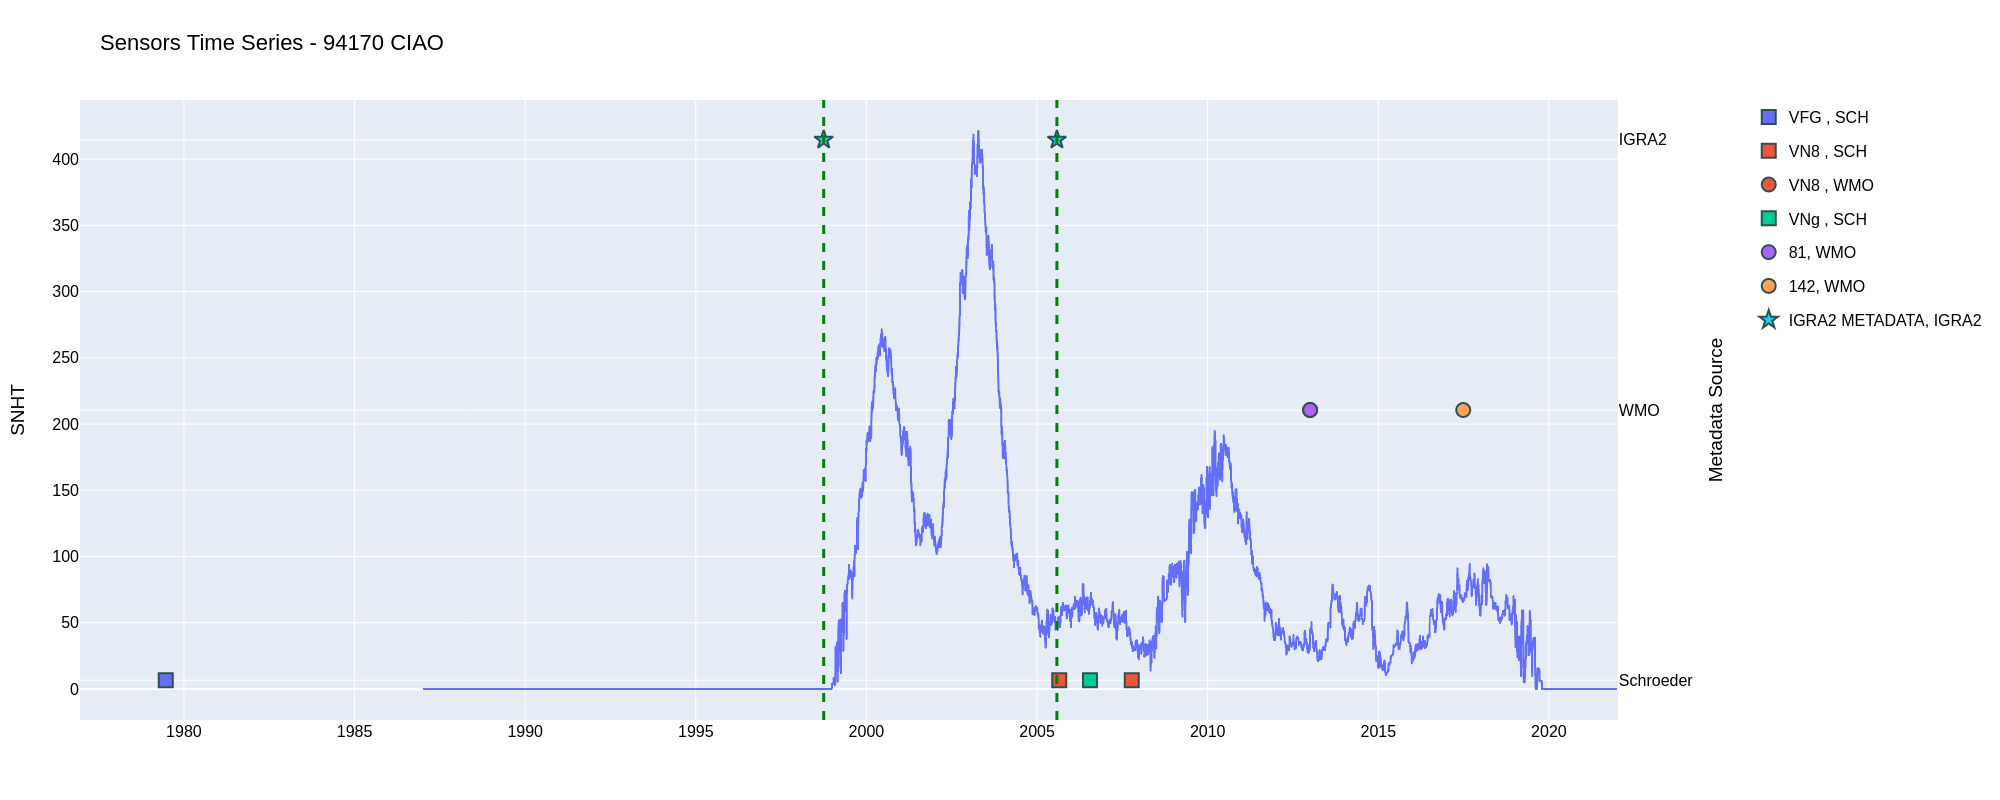 Sensors Time Series - 94170 CIAO
SNHT
400
350
300
250
200
150
100
50
0
1980
1985
1990
1995
2000
2005
2010
2015
2020
IGRA2
WMO
Schroeder
Metadata Source
VFG , SCH
VN8 , SCH
VN8 , WMO
VNg , SCH
81, WMO
142, WMO
IGRA2 METADATA, IGRA2